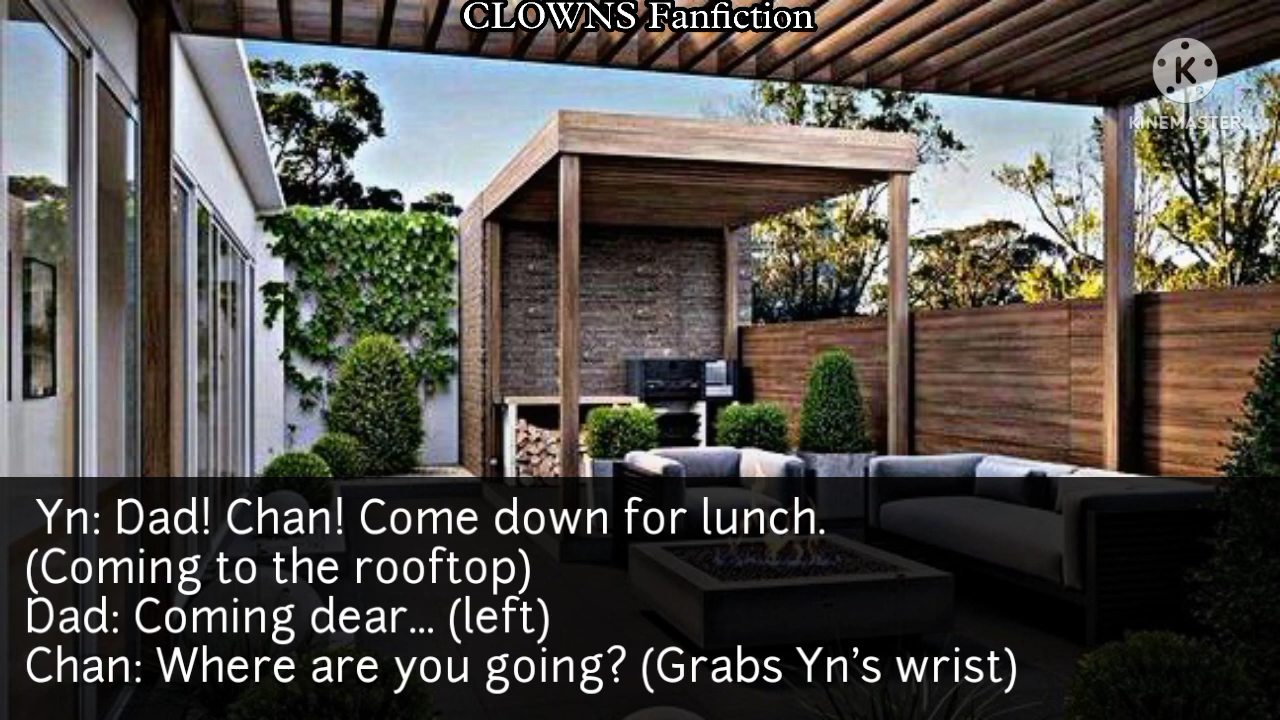 CLOWNS Fanfiction
K
KINEMASTER
Yn: Dad! Chan! Come down for lunch.
(Coming to the rooftop)
Dad: Coming dear... (left)
Chan: Where are you going? (Grabs Yn's wrist)